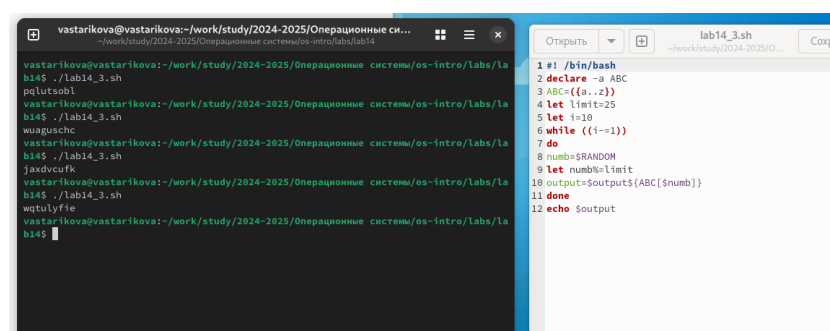 vastarikova@vastarikova:~/work/study/2024-2025/Операционные си...
~/work/study/2024-2025/Операционные системы/os-intro/labs/lab14
vastarikova@vastarikova:~/work/study/2024-2025/Операционные системы/os-intro/labs/la
b14$ ./lab14_3.sh
pqlutsobl
vastarikova@vastarikova:~/work/study/2024-2025/Операционные системы/os-intro/labs/la
b14$ ./lab14_3.sh
wuaguschc
vastarikova@vastarikova:~/work/study/2024-2025/Операционные системы/os-intro/labs/la
b14$ ./lab14_3.sh
jaxdvcufk
vastarikova@vastarikova:~/work/study/2024-2025/Операционные системы/os-intro/labs/la
b14$ ./lab14_3.sh
wqtulyfie
vastarikova@vastarikova:~/work/study/2024-2025/Операционные системы/os-intro/labs/la
b14$
Открыть
lab14_3.sh
~/work/study/2024-2025/О...
Сохр
1 #! /bin/bash
2 declare -a ABC
3 ABC=({a..z})
4 let limit=25
5 let i=10
6 while ((i-=1))
7 do
8 numb=$RANDOM
9 let numb%=limit
10 output=$output${ABC[$numb]}
11 done
12 echo $output